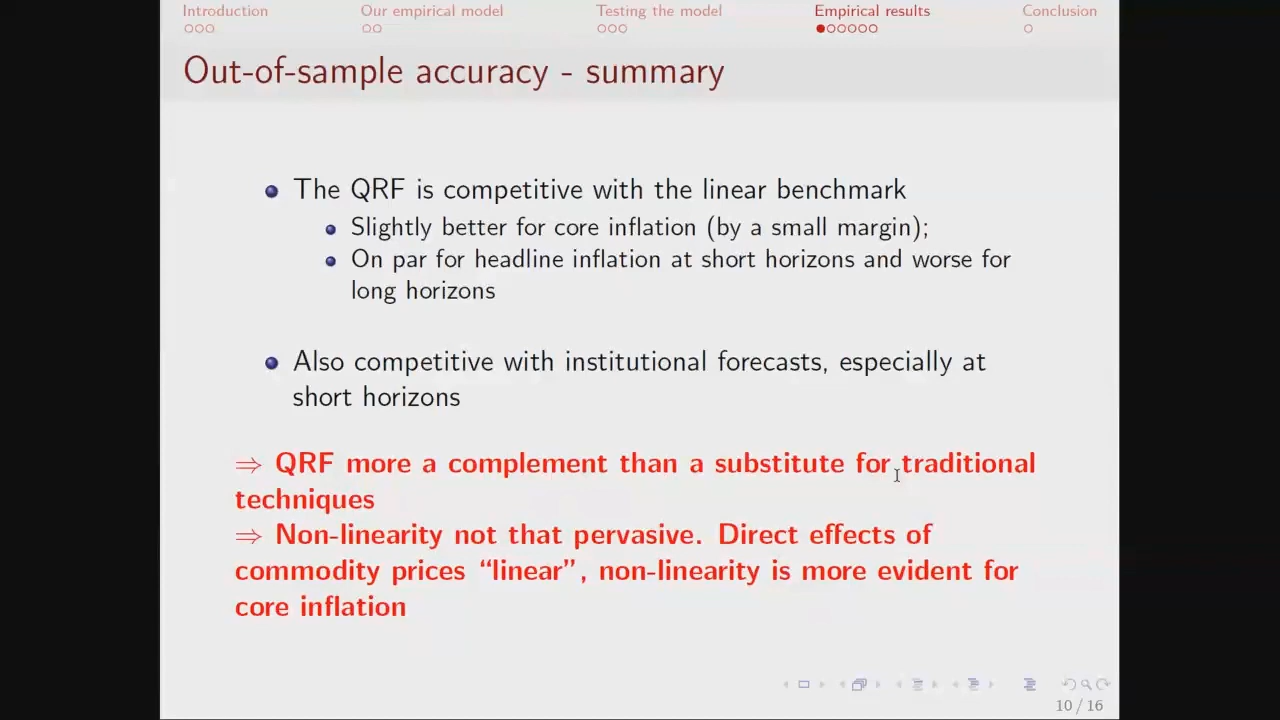 Introduction Our empirical model Testing the model Empirical results Conclusion
Out-of-sample accuracy - summary
The QRF is competitive with the linear benchmark
Slightly better for core inflation (by a small margin);
On par for headline inflation at short horizons and worse for
long horizons
Also competitive with institutional forecasts, especially at
short horizons
⇒ QRF more a complement than a substitute for traditional
techniques
⇒ Non-linearity not that pervasive. Direct effects of
commodity prices “linear”, non-linearity is more evident for
core inflation
10 / 16